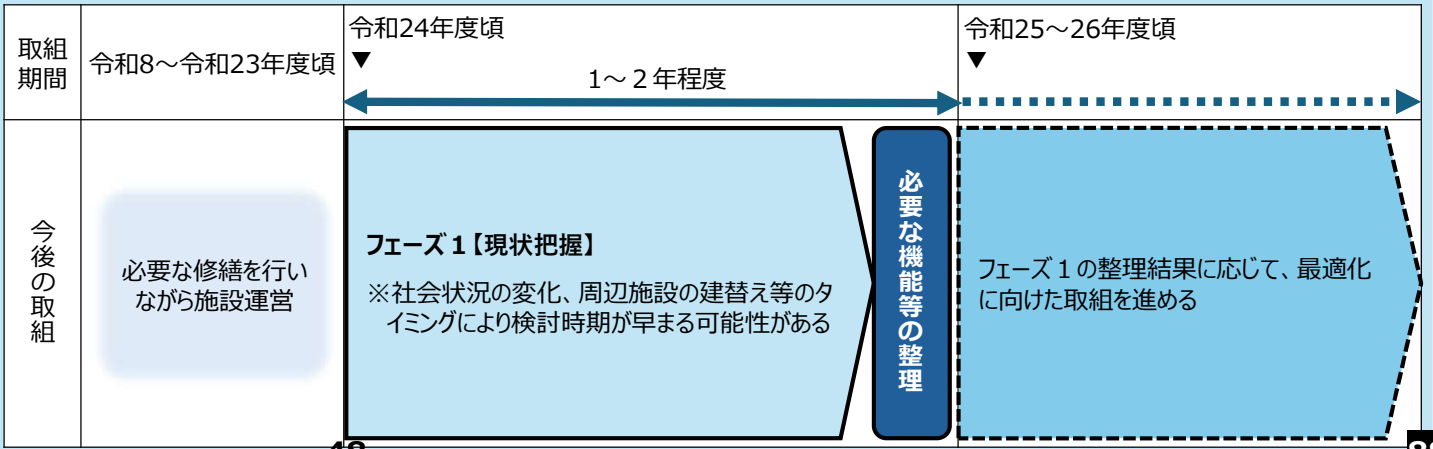 取組
期間
令和8～令和23年度頃
令和24年度頃
▼
1～２年程度
令和25～26年度頃
▼
今後の取組
必要な修繕を行い
ながら施設運営
フェーズ１【現状把握】
※社会状況の変化、周辺施設の建替え等のタ
イミングにより検討時期が早まる可能性がある
必要な機能等の整理
フェーズ１の整理結果に応じて、最適化
に向けた取組を進める